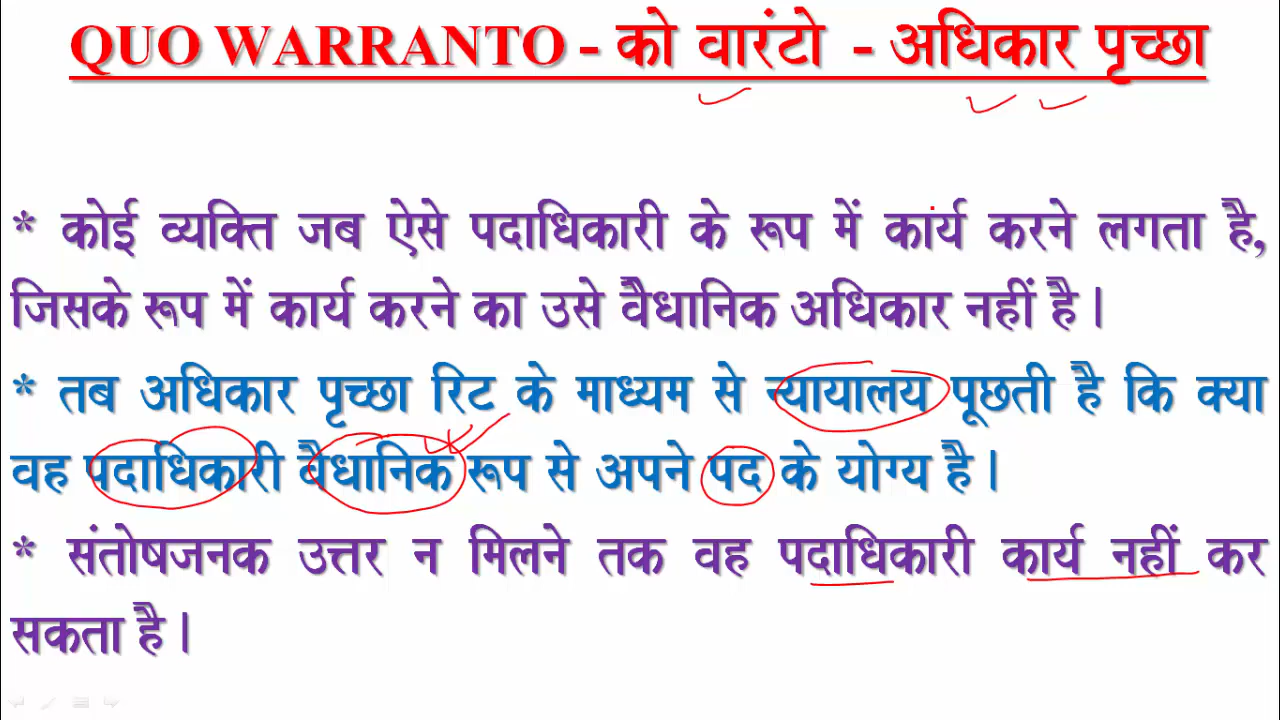 QUO WARRANTO - को वारंटो - अधिकार पृच्छा
* कोई व्यक्ति जब ऐसे पदाधिकारी के रूप में कार्य करने लगता है,
जिसके रूप में कार्य करने का उसे वैधानिक अधिकार नहीं है।
* तब अधिकार पृच्छा रिट के माध्यम से न्यायालय पूछती है कि क्या
वह पदाधिकारी वैधानिक रूप से अपने पद के योग्य है।
* संतोषजनक उत्तर न मिलने तक वह पदाधिकारी कार्य नहीं कर
सकता है।